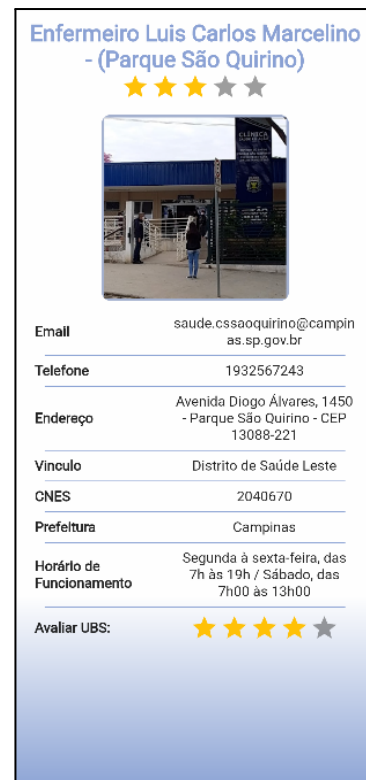 Enfermeiro Luis Carlos Marcelino
- (Parque São Quirino)
CLÍNICA
Email
saude.cssaoquirino@campin
as.sp.gov.br
Telefone
1932567243
Endereço
Avenida Diogo Álvares, 1450
- Parque São Quirino - CEP
13088-221
Vinculo
Distrito de Saúde Leste
CNES
2040670
Prefeitura
Campinas
Horário de
Funcionamento
Segunda à sexta-feira, das
7h às 19h / Sábado, das
7h00 às 13h00
Avaliar UBS: